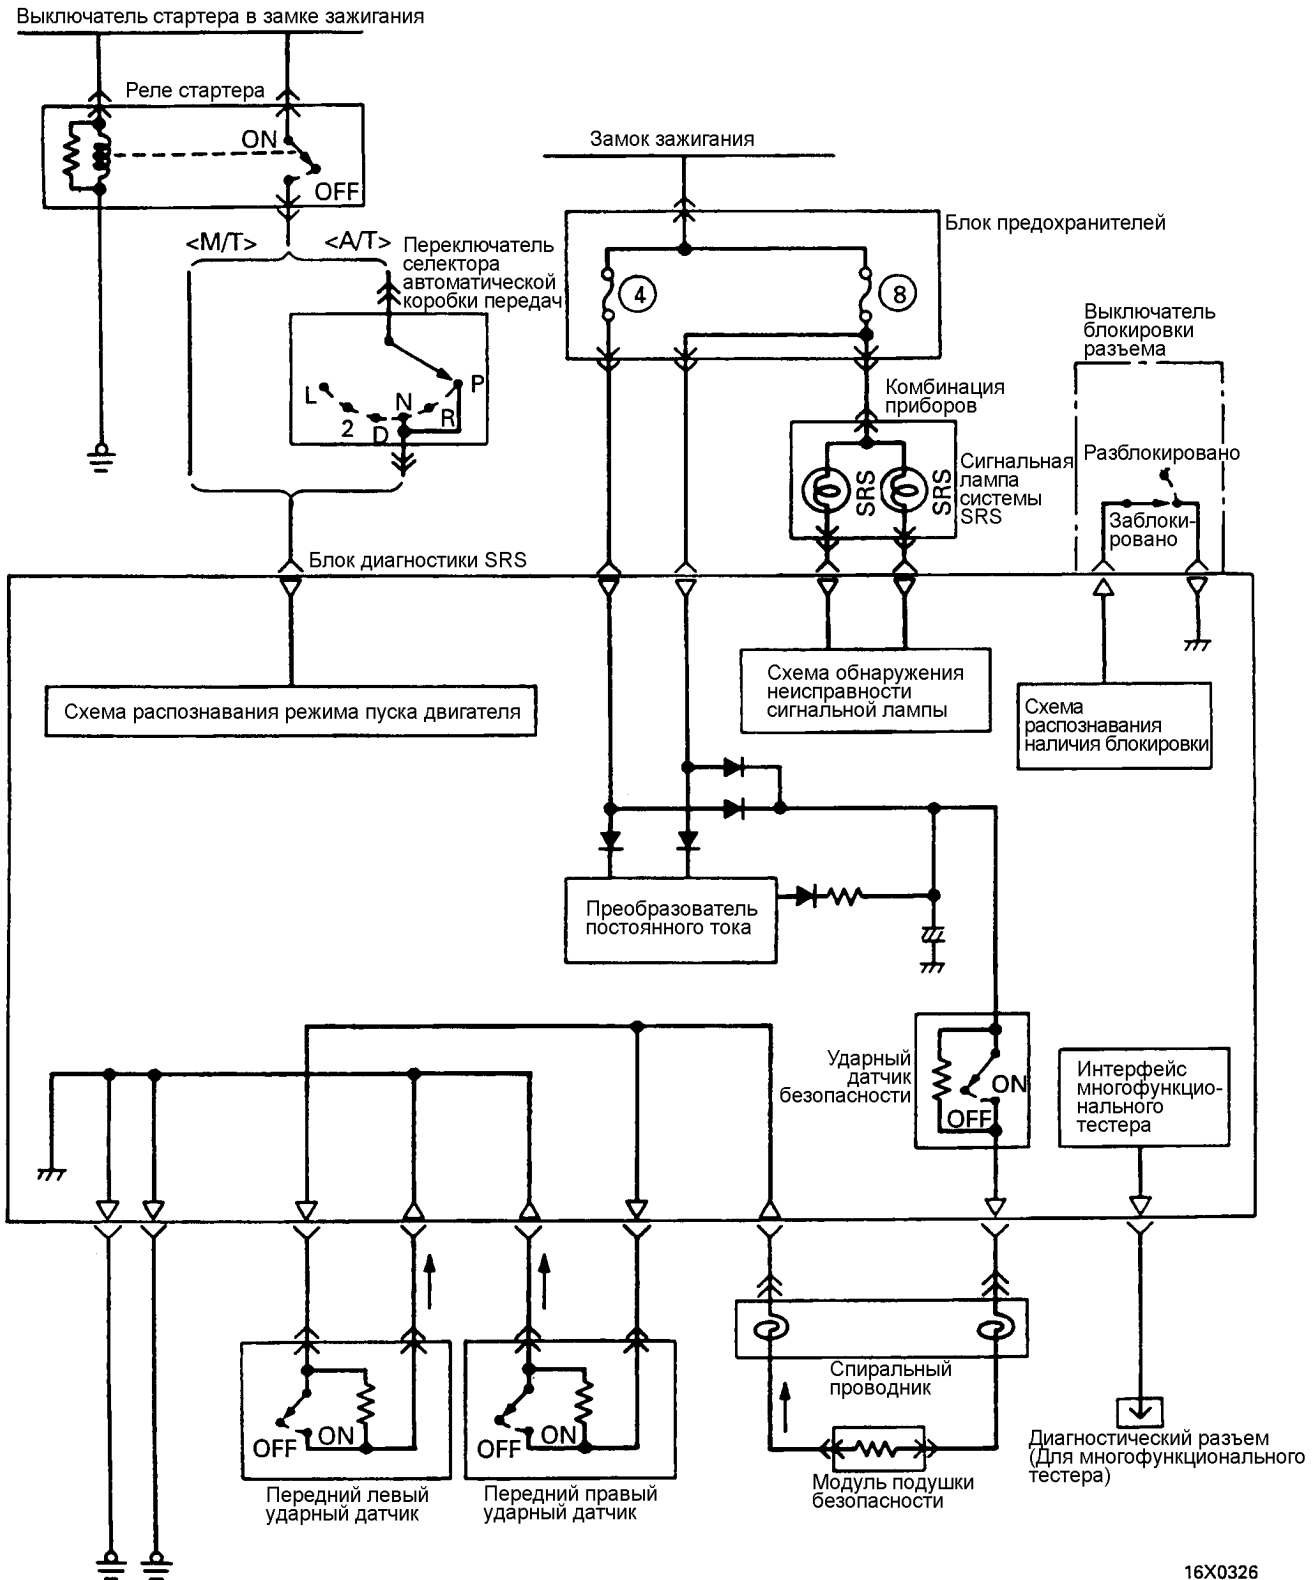 Выключатель стартера в замке зажигания
Реле стартера
ON
OFF
<M/T>
<A/T>
Переключатель
селектора
автоматической
коробки передач
L
2
D
N
R
P
Замок зажигания
Блок предохранителей
4
8
Комбинация
приборов
SRS
SRS
Сигнальная
лампа
системы
SRS
Выключатель
блокировки
разъема
Разблокировано
Заблоки-
ровано
Блок диагностики SRS
Схема распознавания режима пуска двигателя
Схема обнаружения
неисправности
сигнальной лампы
Схема
распознавания
наличия блокировки
Преобразователь
постоянного тока
Ударный
датчик
безопасности
ON
OFF
Интерфейс
многофункцио-
нального
тестера
OFF
ON
Передний левый
ударный датчик
OFF
ON
Передний правый
ударный датчик
Спиральный
проводник
Модуль подушки
безопасности
Диагностический разъем
(Для многофункционального
тестера)
16X0326